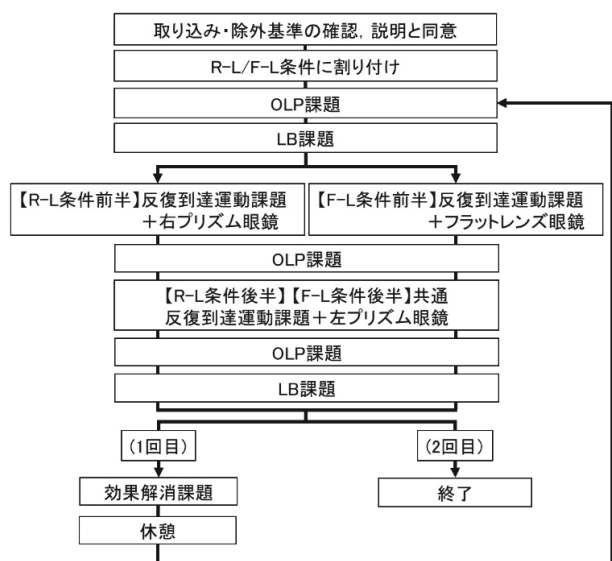 取り込み・除外基準の確認，説明と同意
R-L/F-L条件に割り付け
OLP課題
LB課題
【R-L条件前半】反復到達運動課題
＋右プリズム眼鏡
【F-L条件前半】反復到達運動課題
＋フラットレンズ眼鏡
OLP課題
【R-L条件後半】【F-L条件後半】共通
反復到達運動課題＋左プリズム眼鏡
OLP課題
LB課題
(1回目)
(2回目)
効果解消課題
終了
休憩